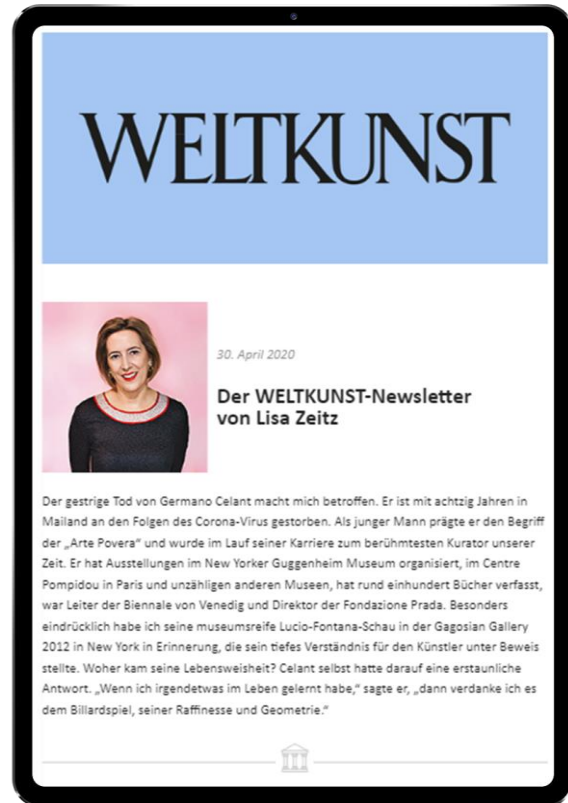 WELTKUNST
30. April 2020
Der WELTKUNST-Newsletter
von Lisa Zeitz
Der gestrige Tod von Germano Celant macht mich betroffen. Er ist mit achtzig Jahren in
Mailand an den Folgen des Corona-Virus gestorben. Als junger Mann prägte er den Begriff
der „Arte Povera“ und wurde im Lauf seiner Karriere zum berühmtesten Kurator unserer
Zeit. Er hat Ausstellungen im New Yorker Guggenheim Museum organisiert, im Centre
Pompidou in Paris und unzähligen anderen Museen, hat rund einhundert Bücher verfasst,
war Leiter der Biennale von Venedig und Direktor der Fondazione Prada. Besonders
eindrücklich habe ich seine museumsreife Lucio-Fontana-Schau in der Gagosian Gallery
2012 in New York in Erinnerung, die sein tiefes Verständnis für den Künstler unter Beweis
stellte. Woher kam seine Lebensweisheit? Celant selbst hatte darauf eine erstaunliche
Antwort. „Wenn ich irgendetwas im Leben gelernt habe,“ sagte er, „dann verdanke ich es
dem Billardspiel, seiner Raffinesse und Geometrie.“